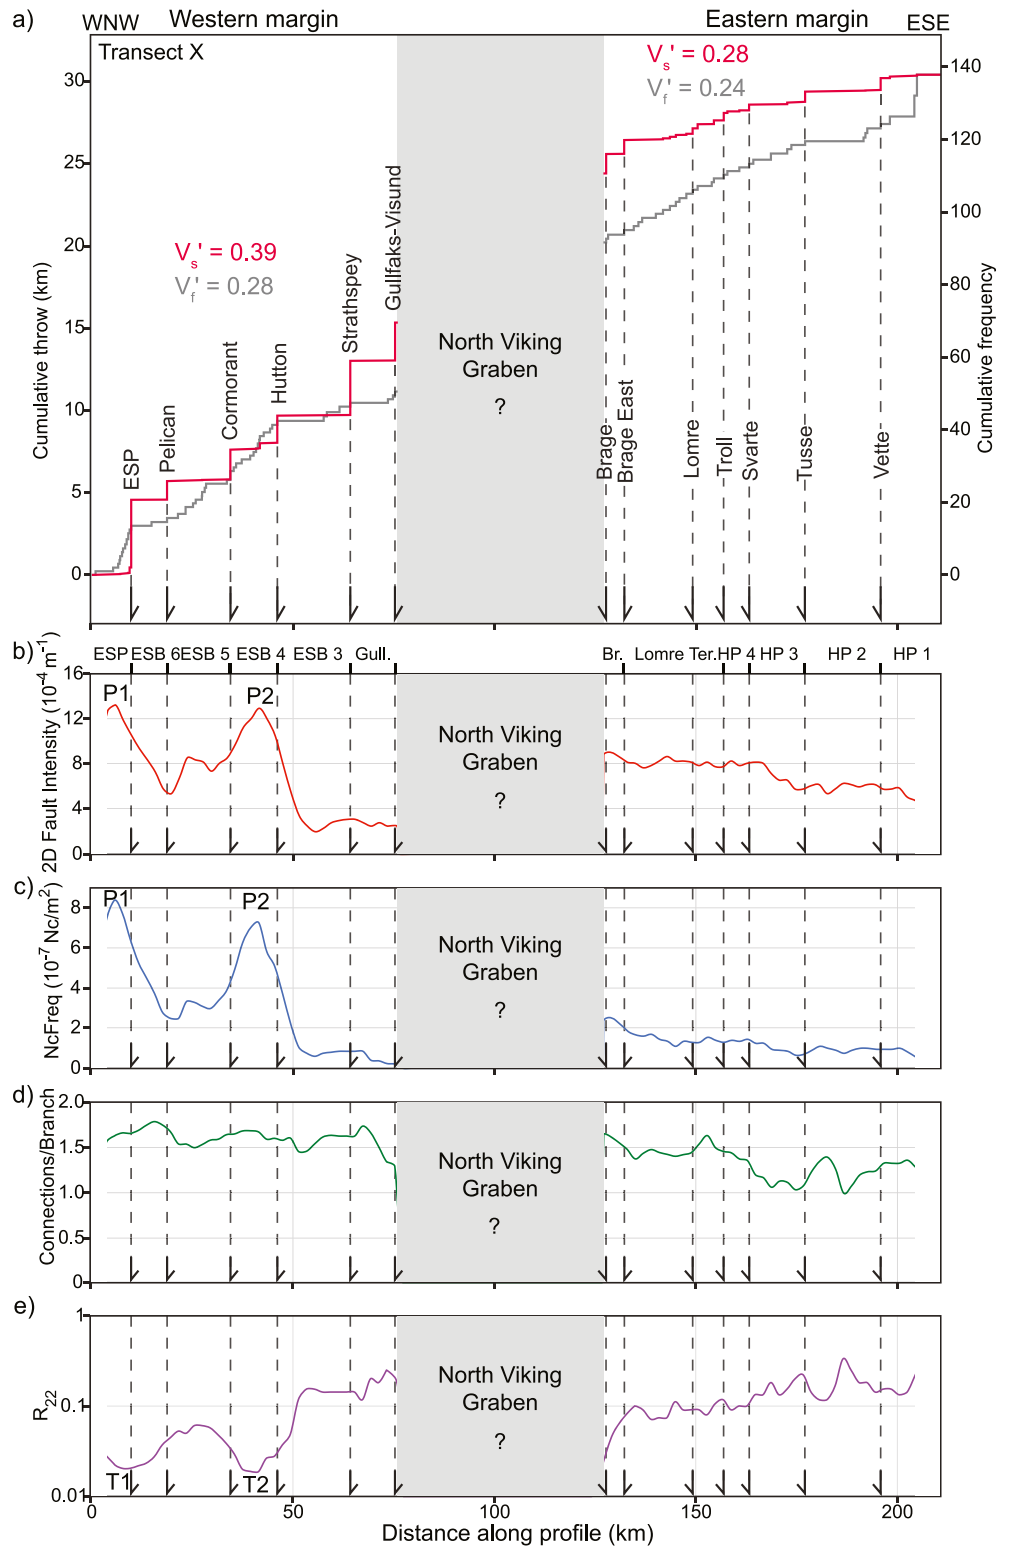 a)
WNW
Western margin
Eastern margin
ESE
Transect X
V_s' = 0.28
V_f' = 0.24
V_s' = 0.39
V_f' = 0.28
Cumulative throw (km)
30
25
20
15
10
5
0
Cumulative frequency
140
120
100
80
60
40
20
0
ESP
Pelican
Cormorant
Hutton
Strathspey
Gullfaks-Visund
North Viking
Graben
?
Brage
Brage East
Lomre
Troll
Svarte
Tusse
Vette
b)
ESP
ESB 6
ESB 5
ESB 4
ESB 3
Gull.
Br.
Lomre Ter.
HP 4
HP 3
HP 2
HP 1
2D Fault Intensity (10⁻⁴ m⁻¹)
16
12
8
4
0
P1
P2
North Viking
Graben
?
c)
NcFreq (10⁻⁷ Nc/m²)
8
6
4
2
0
P1
P2
North Viking
Graben
?
d)
Connections/Branch
2.0
1.5
1.0
0.5
0
North Viking
Graben
?
e)
R₂₂
1
0.1
0.01
T1
T2
North Viking
Graben
?
0
50
100
150
200
Distance along profile (km)